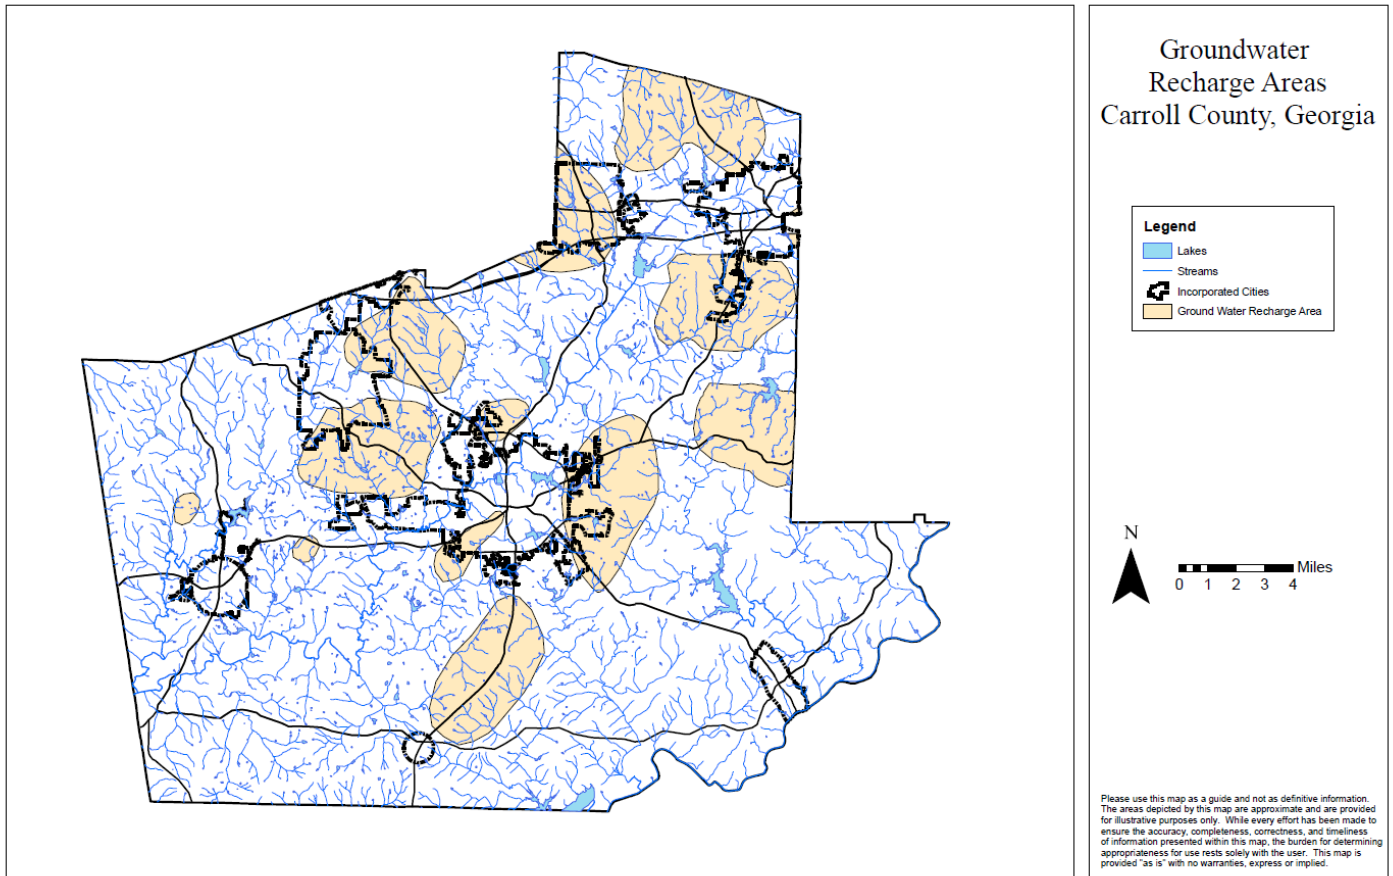 Groundwater
Recharge Areas
Carroll County, Georgia
Legend
Lakes
Streams
Incorporated Cities
Ground Water Recharge Area
N
0 1 2 3 4 Miles
Please use this map as a guide and not as definitive information.
The areas depicted by this map are approximate and are provided
for illustrative purposes only. While every effort has been made to
ensure the accuracy, completeness, correctness, and timeliness
of information presented within this map, the burden for determining
appropriateness for use rests solely with the user. This map is
provided "as is" with no warranties, express or implied.